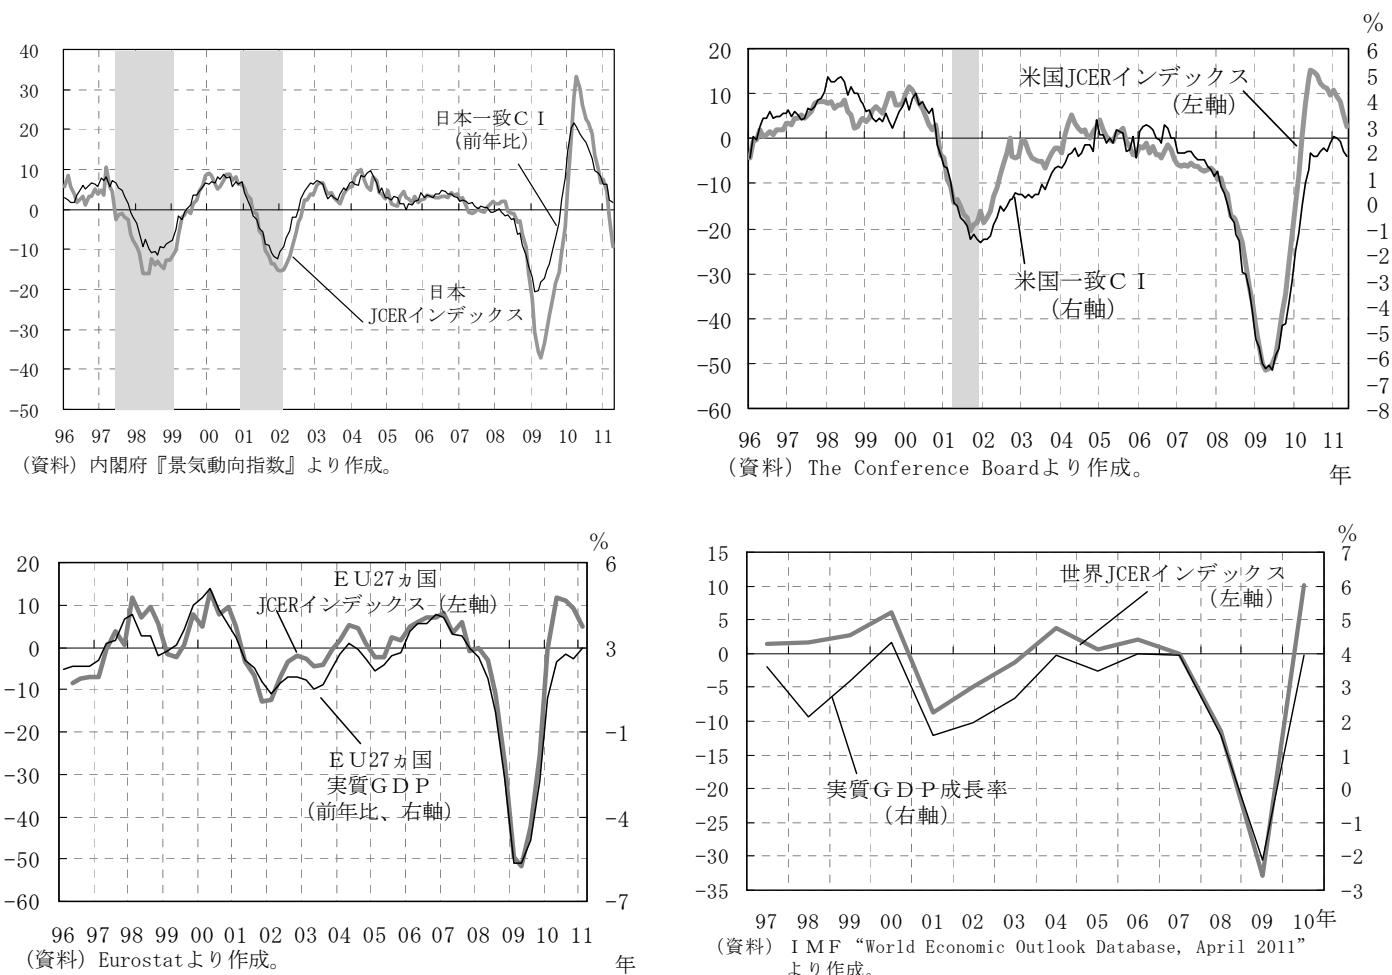 40
30
20
10
0
−10
−20
−30
−40
−50
日本一致ＣＩ
（前年比）
日本
JCERインデックス
96 97 98 99 00 01 02 03 04 05 06 07 08 09 10 11
（資料）内閣府『景気動向指数』より作成。
%
20
10
0
−10
−20
−30
−40
−50
−60
6
5
4
3
2
1
0
−1
−2
−3
−4
−5
−6
−7
−8
米国JCERインデックス
（左軸）
米国一致ＣＩ
（右軸）
96 97 98 99 00 01 02 03 04 05 06 07 08 09 10 11
（資料）The Conference Boardより作成。
年
%
20
10
0
−10
−20
−30
−40
−50
−60
6
3
−1
−4
−7
ＥＵ27ヵ国
JCERインデックス（左軸）
ＥＵ27ヵ国
実質ＧＤＰ
（前年比、右軸）
96 97 98 99 00 01 02 03 04 05 06 07 08 09 10 11
（資料）Eurostatより作成。
年
%
15
10
5
0
−5
−10
−15
−20
−25
−30
−35
7
6
5
4
3
2
1
0
−1
−2
−3
世界JCERインデックス
（左軸）
実質ＧＤＰ成長率
（右軸）
97 98 99 00 01 02 03 04 05 06 07 08 09 10年
（資料）ＩＭＦ“World Economic Outlook Database, April 2011”
より作成。